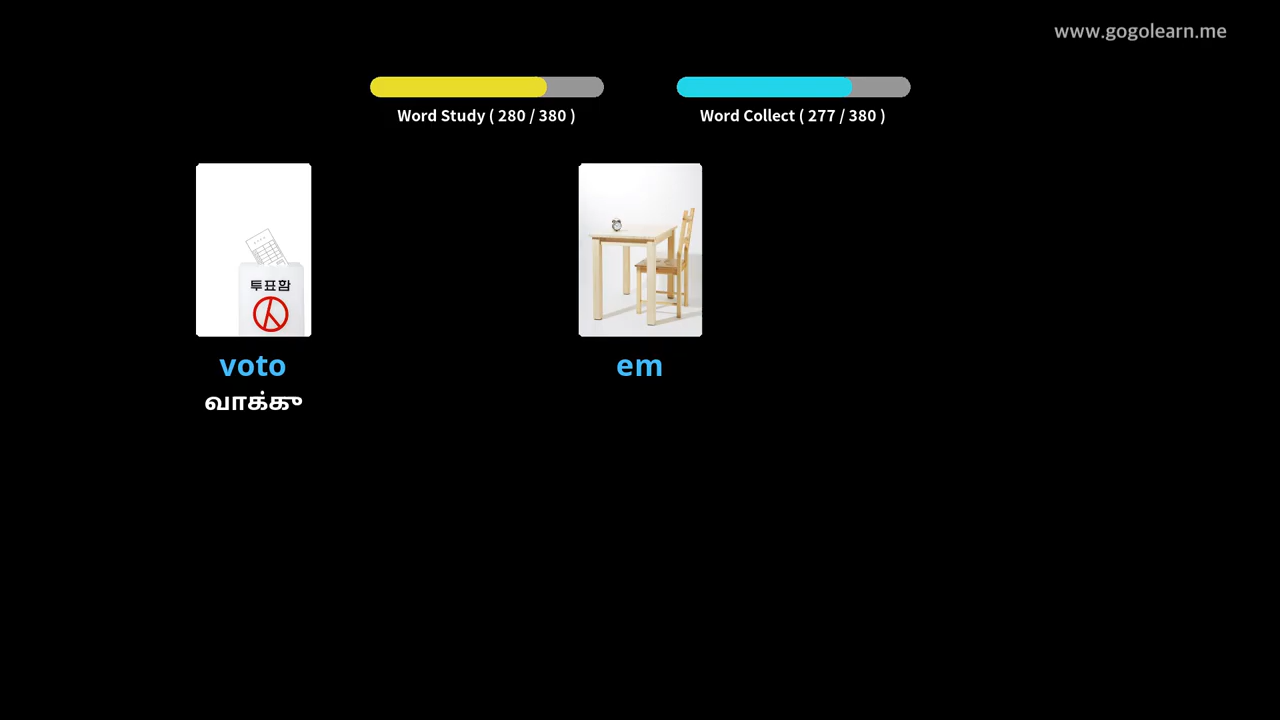 www.gogolearn.me
Word Study ( 280 / 380 )
Word Collect ( 277 / 380 )
투표함
voto
em
வாக்கு